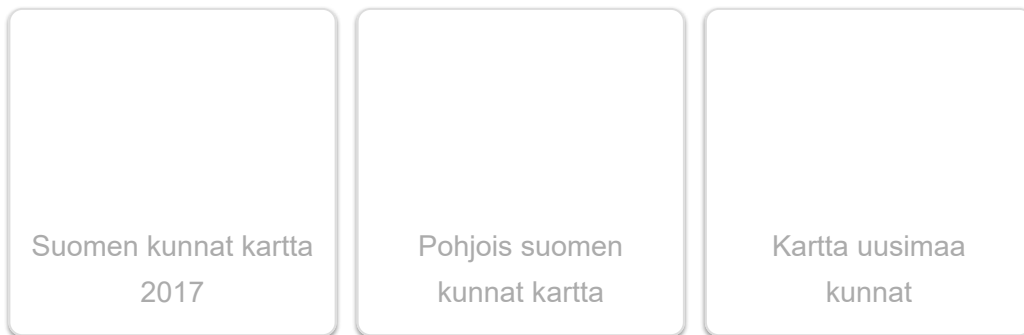 Suomen kunnat kartta
2017
Pohjois suomen
kunnat kartta
Kartta uusimaa
kunnat